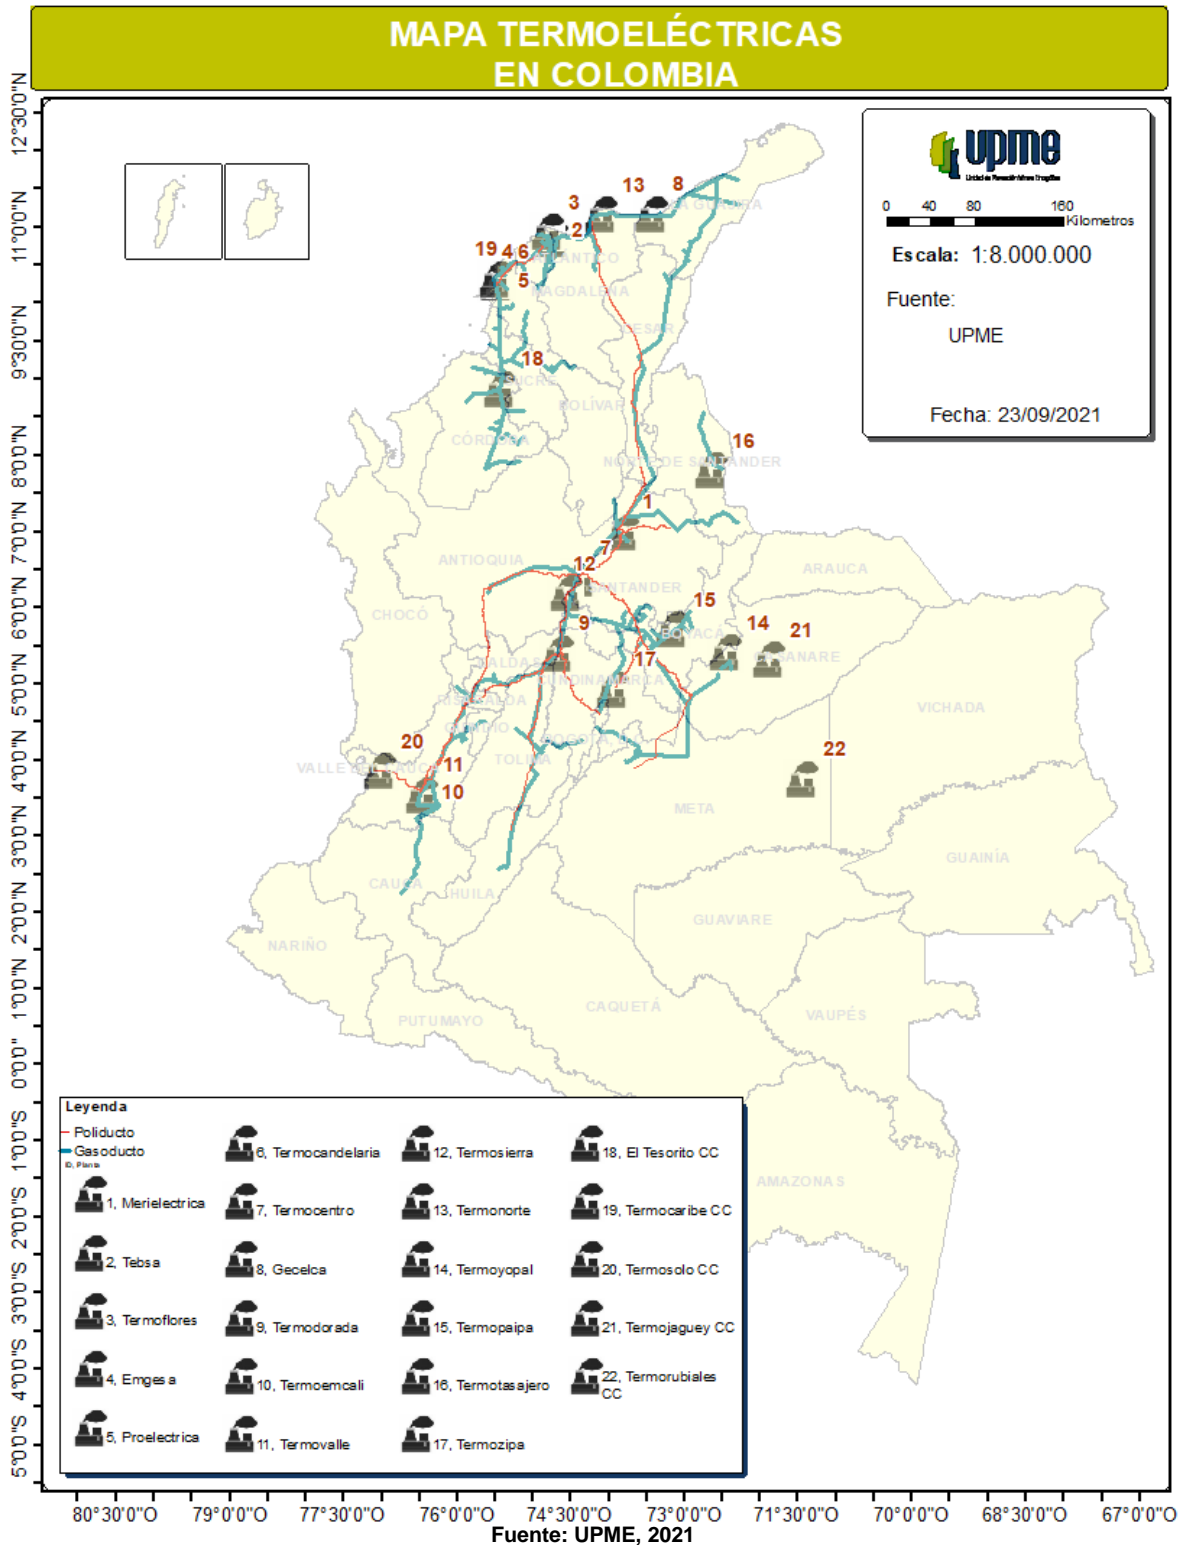 MAPA TERMOELÉCTRICAS
EN COLOMBIA
12°30'0"N
11°0'0"N
9°30'0"N
8°0'0"N
7°0'0"N
6°0'0"N
5°0'0"N
4°0'0"N
3°0'0"N
2°0'0"N
1°0'0"N
0°0'0"
1°0'0"S
2°0'0"S
3°0'0"S
4°0'0"S
5°0'0"S
upme
0 40 80 160
Kilometros
Escala: 1:8.000.000
Fuente:
UPME
Fecha: 23/09/2021
13 8
3
LA GUAJIRA
2
19 4 6
ATLÁNTICO
5
MAGDALENA
CESAR
18
SUCRE
BOLÍVAR
CÓRDOBA
16
NORTE DE SANTANDER
1
7
ANTIOQUIA
12
ARAUCA
SANTANDER
CHOCÓ
15
9
14
21
BOYACÁ
CASANARE
17
CALDAS
CUNDINAMARCA
RISARALDA
VICHADA
QUINDIO
BOGOTÁ, D.C.
20
22
TOLIMA
VALLE DEL CAUCA
11
10
META
GUAINÍA
CAUCA
HUILA
GUAVIARE
NARIÑO
CAQUETÁ
VAUPÉS
PUTUMAYO
AMAZONAS
Leyenda
Poliducto
Gasoducto
ID, Planta
1, Merielectrica
2, Tebsa
3, Termoflores
4, Emgesa
5, Proelectrica
6, Termocandelaria
7, Termocentro
8, Gecelca
9, Termodorada
10, Termoemcali
11, Termovalle
12, Termosierra
13, Termonorte
14, Termoyopal
15, Termopaipa
16, Termotasajero
17, Termozipa
18, El Tesorito CC
19, Termocaribe CC
20, Termosolo CC
21, Termojaguey CC
22, Termorubiales
CC
80°30'0"O 79°0'0"O 77°30'0"O 76°0'0"O 74°30'0"O 73°0'0"O 71°30'0"O 70°0'0"O 68°30'0"O 67°0'0"O
Fuente: UPME, 2021